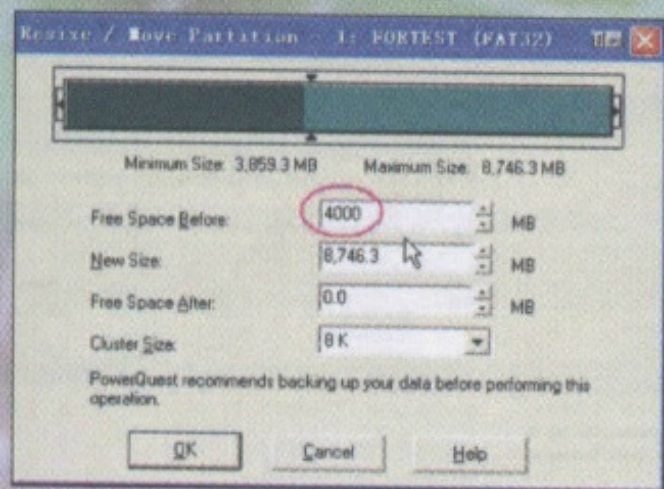 Resize / Move Partition - I: FORTEST (FAT32)
Minimum Size: 3,859.3 MB Maximum Size: 8,746.3 MB
Free Space Before: 4000 MB
New Size: 8,746.3 MB
Free Space After: 0.0 MB
Cluster Size: 8 K
PowerQuest recommends backing up your data before performing this
operation.
OK Cancel Help